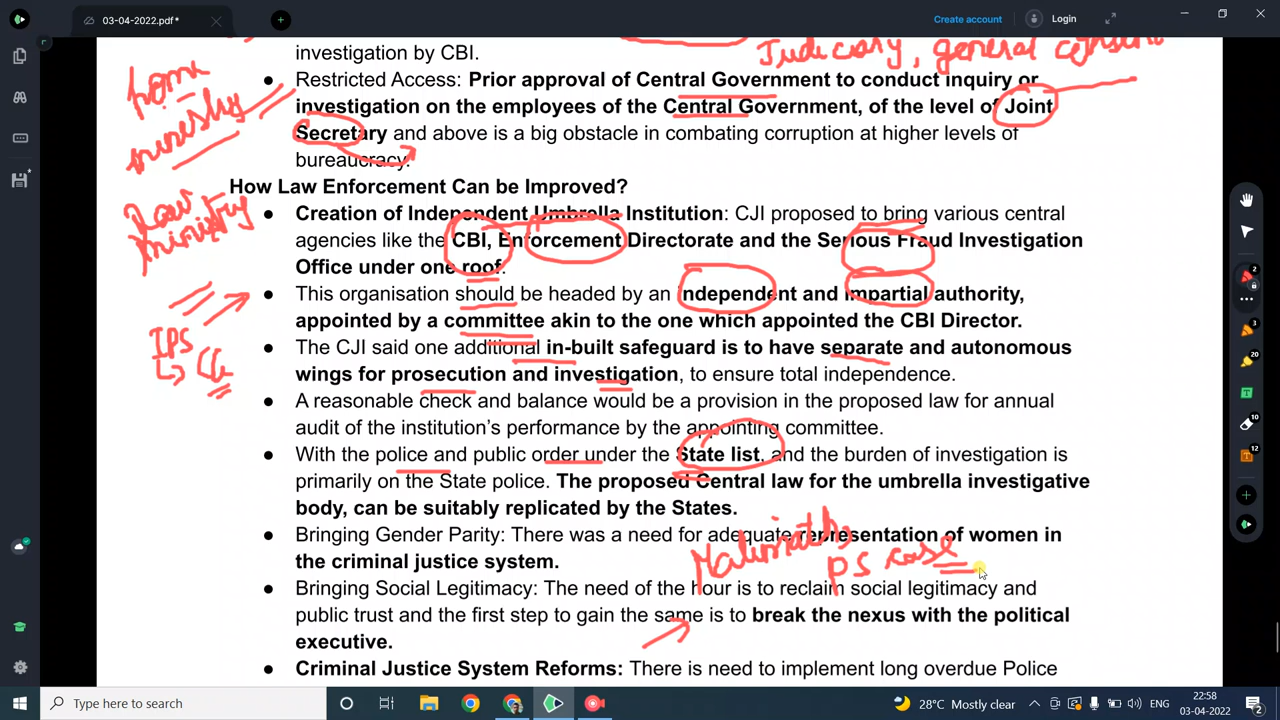 03-04-2022.pdf*
Create account
Login
investigation by CBI.
Judiciary, general
● Restricted Access: Prior approval of Central Government to conduct inquiry or
investigation on the employees of the Central Government, of the level of Joint
Secretary and above is a big obstacle in combating corruption at higher levels of
bureaucracy.
home
ministry
How Law Enforcement Can be Improved?
Law
ministry
● Creation of Independent Umbrella Institution: CJI proposed to bring various central
agencies like the CBI, Enforcement Directorate and the Serious Fraud Investigation
Office under one roof.
● This organisation should be headed by an independent and impartial authority,
appointed by a committee akin to the one which appointed the CBI Director.
IPS
CG
● The CJI said one additional in-built safeguard is to have separate and autonomous
wings for prosecution and investigation, to ensure total independence.
● A reasonable check and balance would be a provision in the proposed law for annual
audit of the institution's performance by the appointing committee.
● With the police and public order under the State list, and the burden of investigation is
primarily on the State police. The proposed Central law for the umbrella investigative
body, can be suitably replicated by the States.
● Bringing Gender Parity: There was a need for adequate representation of women in
the criminal justice system.
Malimath,
PS case
● Bringing Social Legitimacy: The need of the hour is to reclaim social legitimacy and
public trust and the first step to gain the same is to break the nexus with the political
executive.
● Criminal Justice System Reforms: There is need to implement long overdue Police
Type here to search
28°C Mostly clear
ENG
22:58
03-04-2022
2